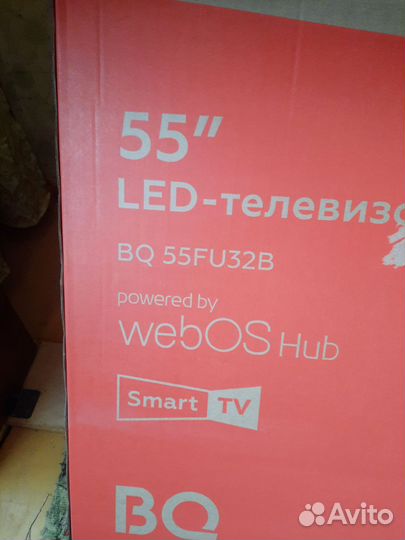 55"
LED-телевизо
BQ 55FU32B
powered by
webOS Hub
Smart TV
BQ
Avito